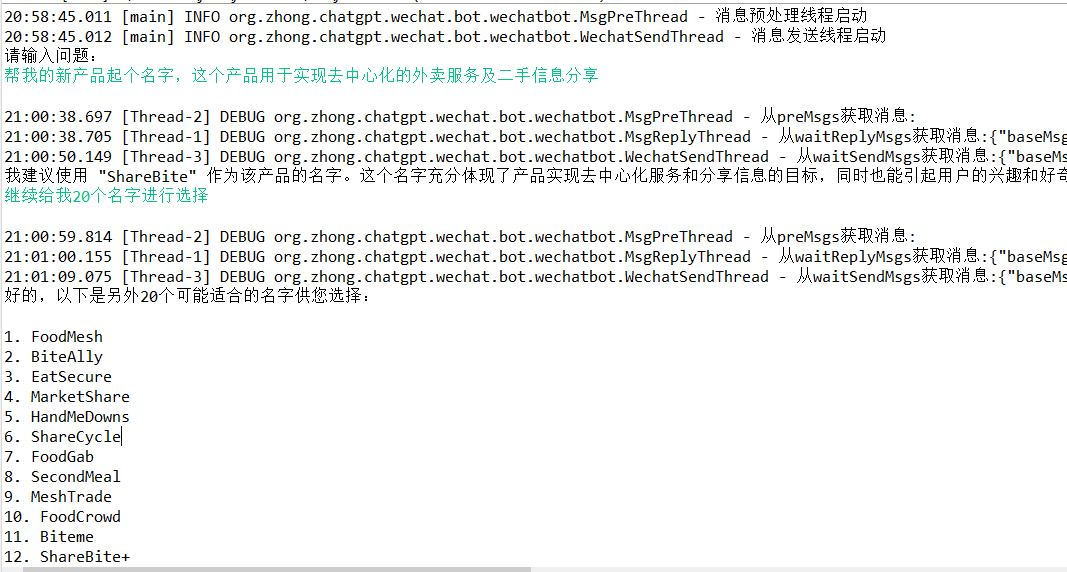 20:58:45.011 [main] INFO org.zhong.chatgpt.wechat.bot.wechatbot.MsgPreThread - 消息预处理线程启动
20:58:45.012 [main] INFO org.zhong.chatgpt.wechat.bot.wechatbot.WechatSendThread - 消息发送线程启动
请输入问题：
帮我的新产品起个名字，这个产品用于实现去中心化的外卖服务及二手信息分享
21:00:38.697 [Thread-2] DEBUG org.zhong.chatgpt.wechat.bot.wechatbot.MsgPreThread - 从preMsgs获取消息:
21:00:38.705 [Thread-1] DEBUG org.zhong.chatgpt.wechat.bot.wechatbot.MsgReplyThread - 从waitReplyMsgs获取消息:{"baseMsg
21:00:50.149 [Thread-3] DEBUG org.zhong.chatgpt.wechat.bot.wechatbot.WechatSendThread - 从waitSendMsgs获取消息:{"baseMs
我建议使用 "ShareBite" 作为该产品的名字。这个名字充分体现了产品实现去中心化服务和分享信息的目标，同时也能引起用户的兴趣和好奇
继续给我20个名字进行选择
21:00:59.814 [Thread-2] DEBUG org.zhong.chatgpt.wechat.bot.wechatbot.MsgPreThread - 从preMsgs获取消息:
21:01:00.155 [Thread-1] DEBUG org.zhong.chatgpt.wechat.bot.wechatbot.MsgReplyThread - 从waitReplyMsgs获取消息:{"baseMsg
21:01:09.075 [Thread-3] DEBUG org.zhong.chatgpt.wechat.bot.wechatbot.WechatSendThread - 从waitSendMsgs获取消息:{"baseMs
好的，以下是另外20个可能适合的名字供您选择：
1. FoodMesh
2. BiteAlly
3. EatSecure
4. MarketShare
5. HandMeDowns
6. ShareCycle
7. FoodGab
8. SecondMeal
9. MeshTrade
10. FoodCrowd
11. Biteme
12. ShareBite+